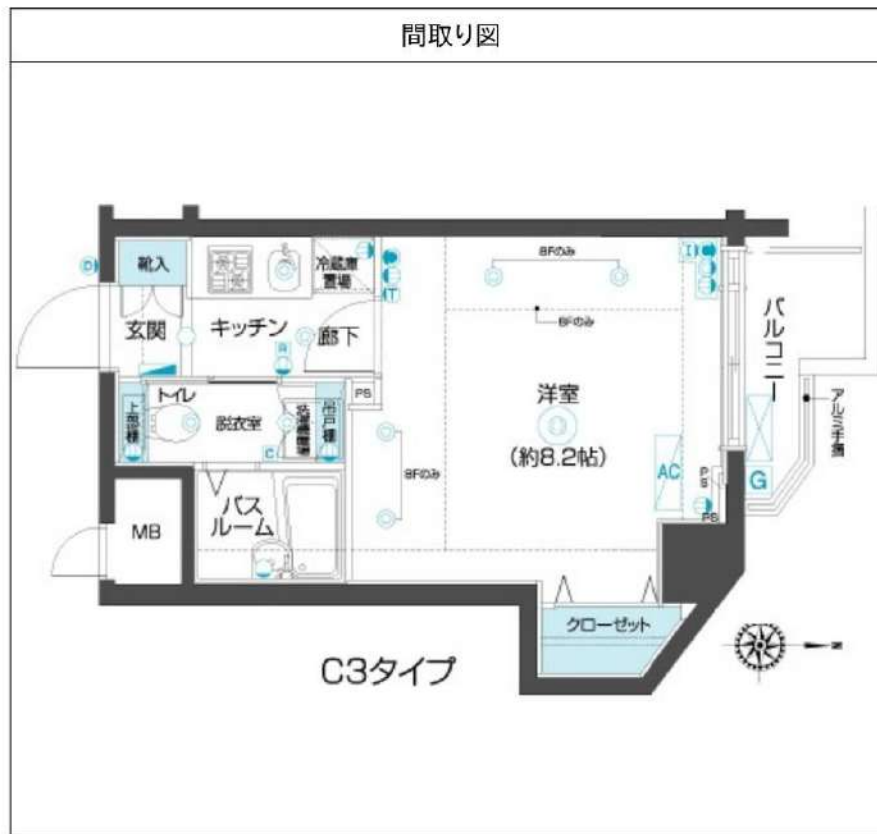 間取り図
靴入
冷蔵庫
置場
8Fのみ
I
D
T
玄関
キッチン
廊下
8Fのみ
バルコニー
R
アルミ手摺
PS
洋室
(約8.2帖)
トイレ
上部棚
脱衣室
洗濯機置場
吊戸棚
C
8Fのみ
AC
PS
G
バス
ルーム
MB
PS
クローゼット
N
C3タイプ